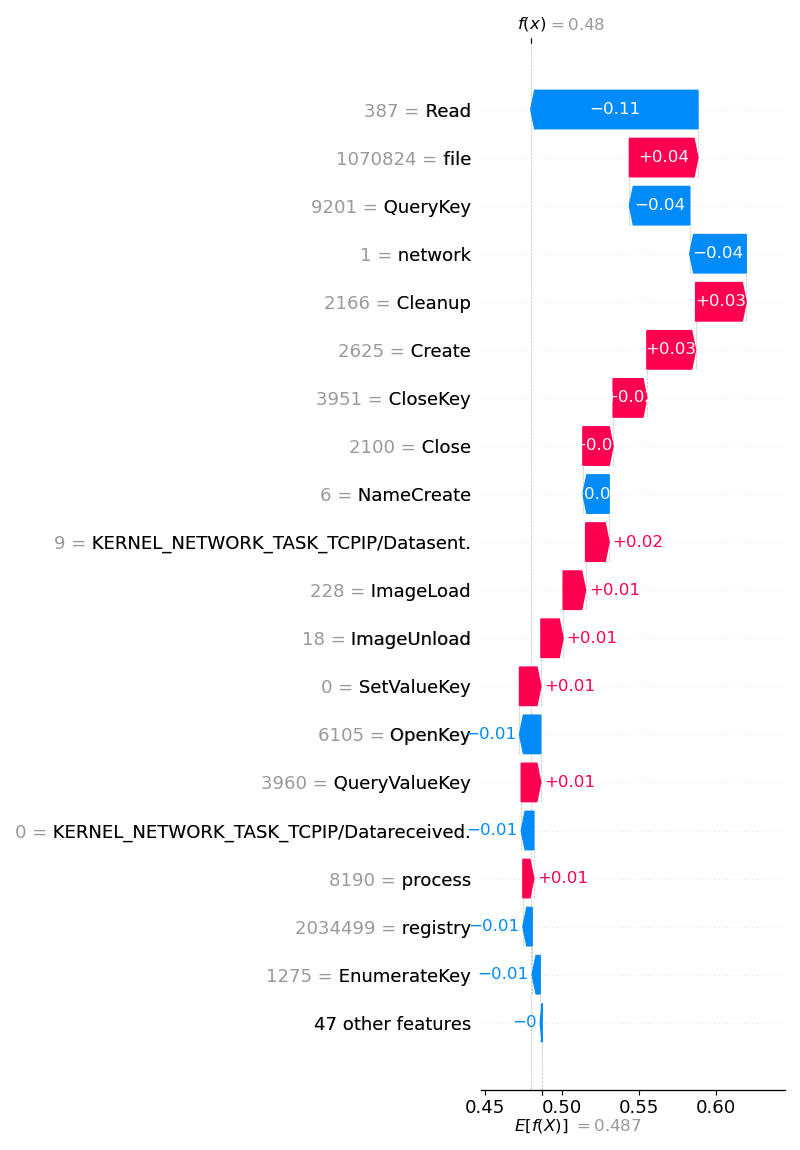 f(x) = 0.48
387 = Read −0.11
1070824 = file +0.04
9201 = QueryKey −0.04
1 = network −0.04
2166 = Cleanup +0.03
2625 = Create +0.03
3951 = CloseKey
2100 = Close
6 = NameCreate
9 = KERNEL_NETWORK_TASK_TCPIP/Datasent. +0.02
228 = ImageLoad +0.01
18 = ImageUnload +0.01
0 = SetValueKey +0.01
6105 = OpenKey −0.01
3960 = QueryValueKey +0.01
0 = KERNEL_NETWORK_TASK_TCPIP/Datareceived. −0.01
8190 = process +0.01
2034499 = registry −0.01
1275 = EnumerateKey −0.01
47 other features −0
0.45 0.50 0.55 0.60
E[f(X)] = 0.487